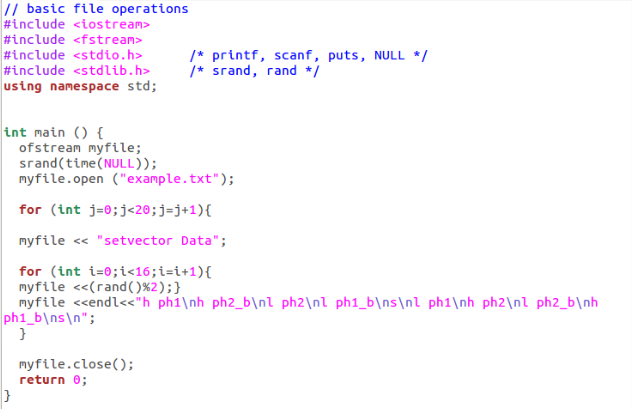 // basic file operations
#include <iostream>
#include <fstream>
#include <stdio.h>      /* printf, scanf, puts, NULL */
#include <stdlib.h>     /* srand, rand */
using namespace std;
int main () {
  ofstream myfile;
  srand(time(NULL));
  myfile.open ("example.txt");
  for (int j=0;j<20;j=j+1){
  myfile << "setvector Data";
  for (int i=0;i<16;i=i+1){
  myfile <<(rand()%2);}
  myfile <<endl<<"h ph1\nh ph2_b\nl ph2\nl ph1_b\ns\nl ph1\nh ph2\nl ph2_b\nh
ph1_b\ns\n";
  }
  myfile.close();
  return 0;
}